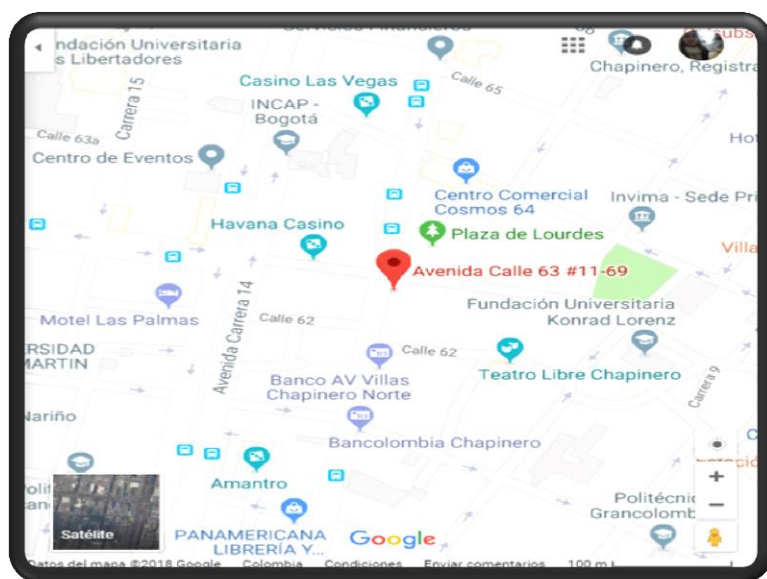 Servicios Financieros
ndación Universitaria
s Libertadores
Carrera 15
Casino Las Vegas
Calle 65
Chapinero, Registra
INCAP -
Bogotá
Calle 63a
Centro de Eventos
Centro Comercial
Cosmos 64
Invima - Sede Pri
Havana Casino
Plaza de Lourdes
Villa
Avenida Calle 63 #11-69
Fundación Universitaria
Konrad Lorenz
Motel Las Palmas
Calle 62
Avenida Carrera 14
ERSIDAD
MARTIN
Calle 62
Teatro Libre Chapinero
Banco AV Villas
Chapinero Norte
Carrera 9
Nariño
Bancolombia Chapinero
Amantro
Satélite
Politécnic
Grancolomb
PANAMERICANA
LIBRERÍA Y...
Google
Datos del mapa ©2018 Google Colombia Condiciones Enviar comentarios 100 m